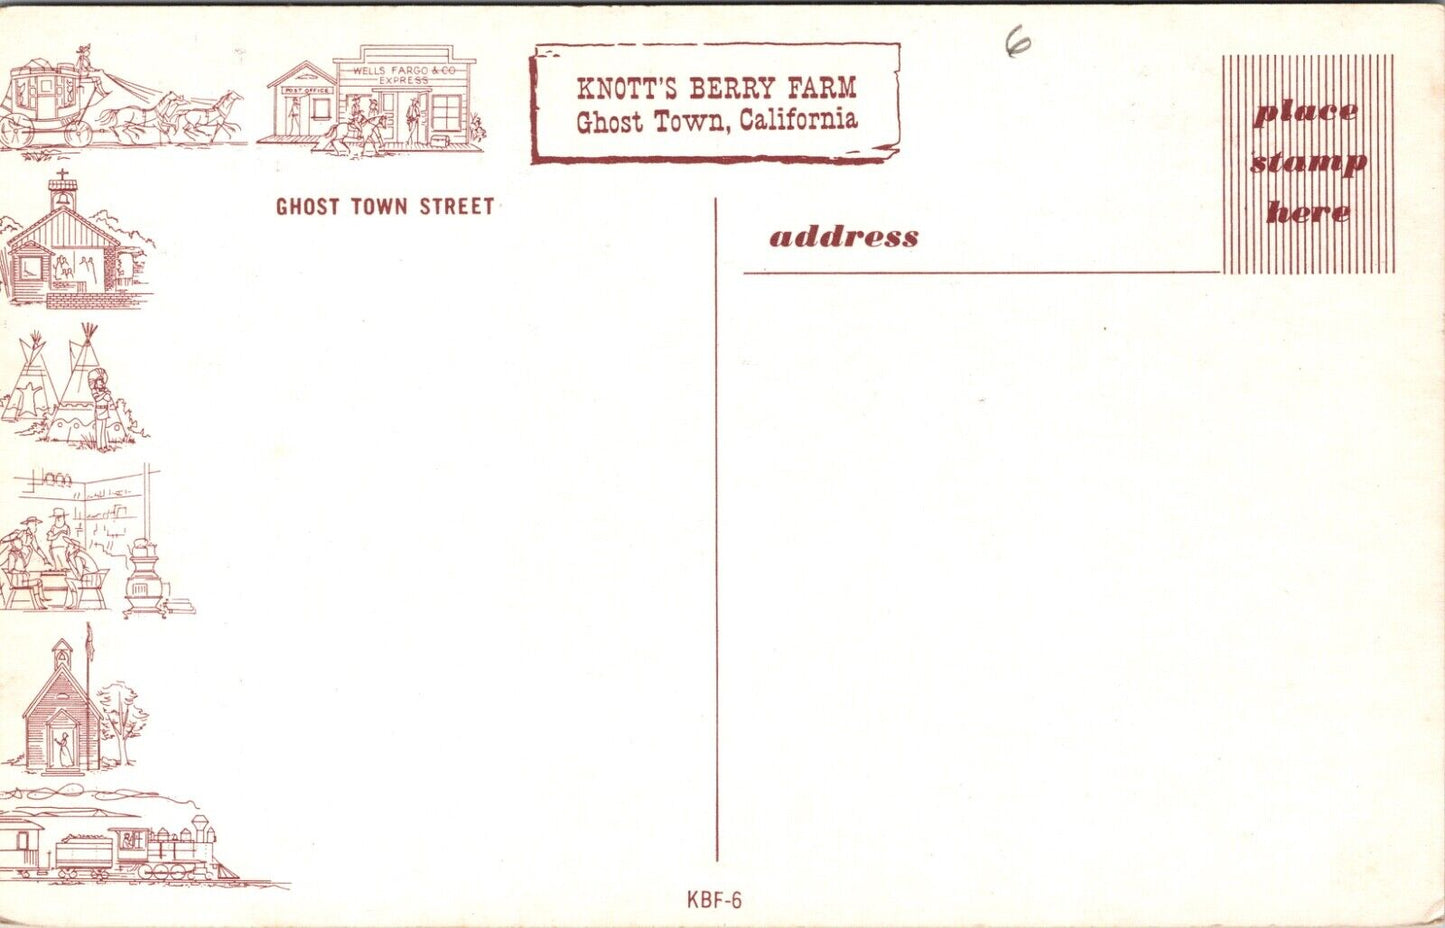 WELLS FARGO & CO
EXPRESS
POST OFFICE
KNOTT'S BERRY FARM
Ghost Town, California
6
place
stamp
here
GHOST TOWN STREET
address
KBF-6